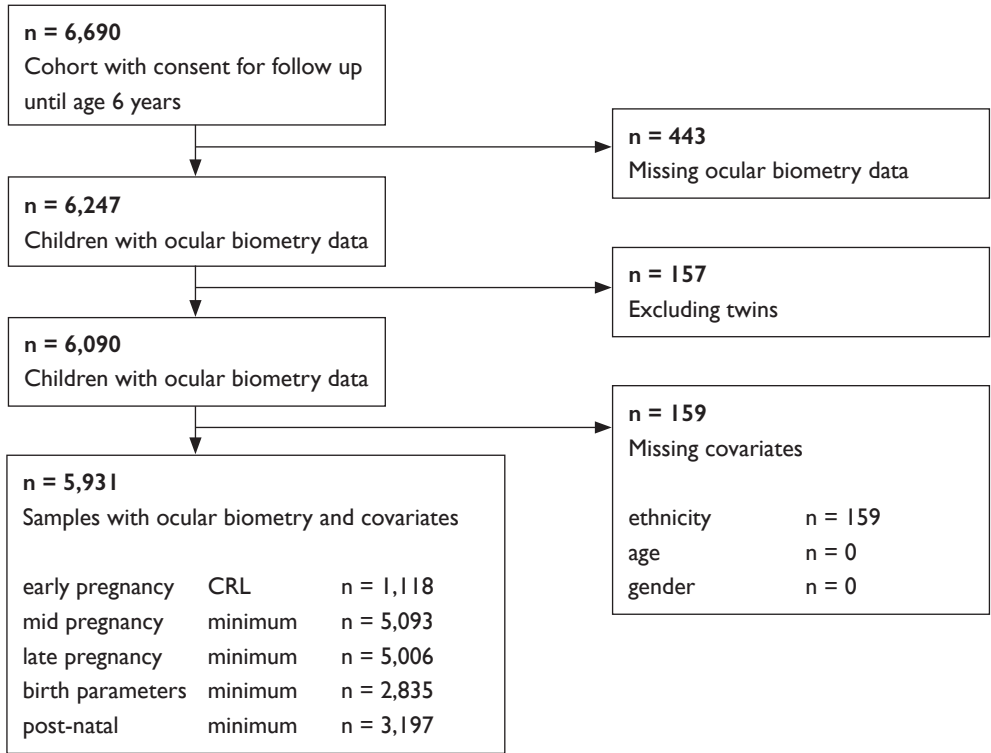 n = 6,690
Cohort with consent for follow up
until age 6 years
n = 443
Missing ocular biometry data
n = 6,247
Children with ocular biometry data
n = 157
Excluding twins
n = 6,090
Children with ocular biometry data
n = 159
Missing covariates
ethnicity n = 159
age n = 0
gender n = 0
n = 5,931
Samples with ocular biometry and covariates
early pregnancy CRL n = 1,118
mid pregnancy minimum n = 5,093
late pregnancy minimum n = 5,006
birth parameters minimum n = 2,835
post-natal minimum n = 3,197